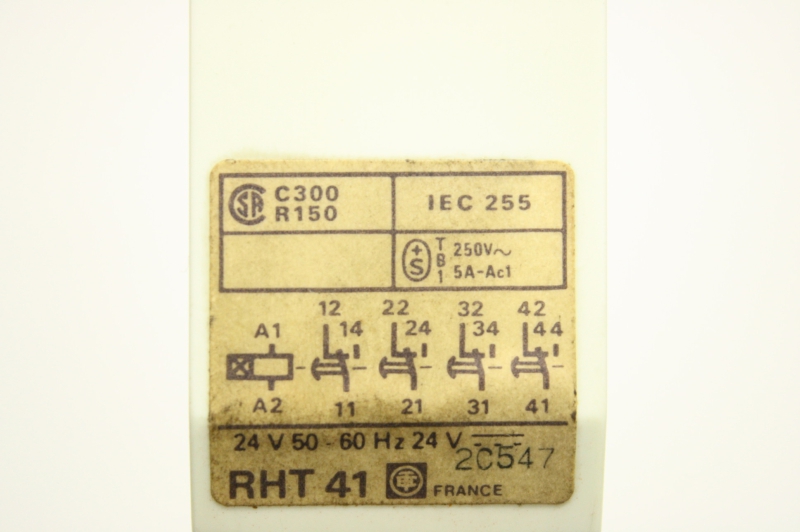 C300
R150
IEC 255
+
S
T
B
1
250V~
5A-Ac1
12 22 32 42
A1 14 24 34 44
A2 11 21 31 41
24 V 50 - 60 Hz 24 V ⎓
2C547
RHT 41 FRANCE